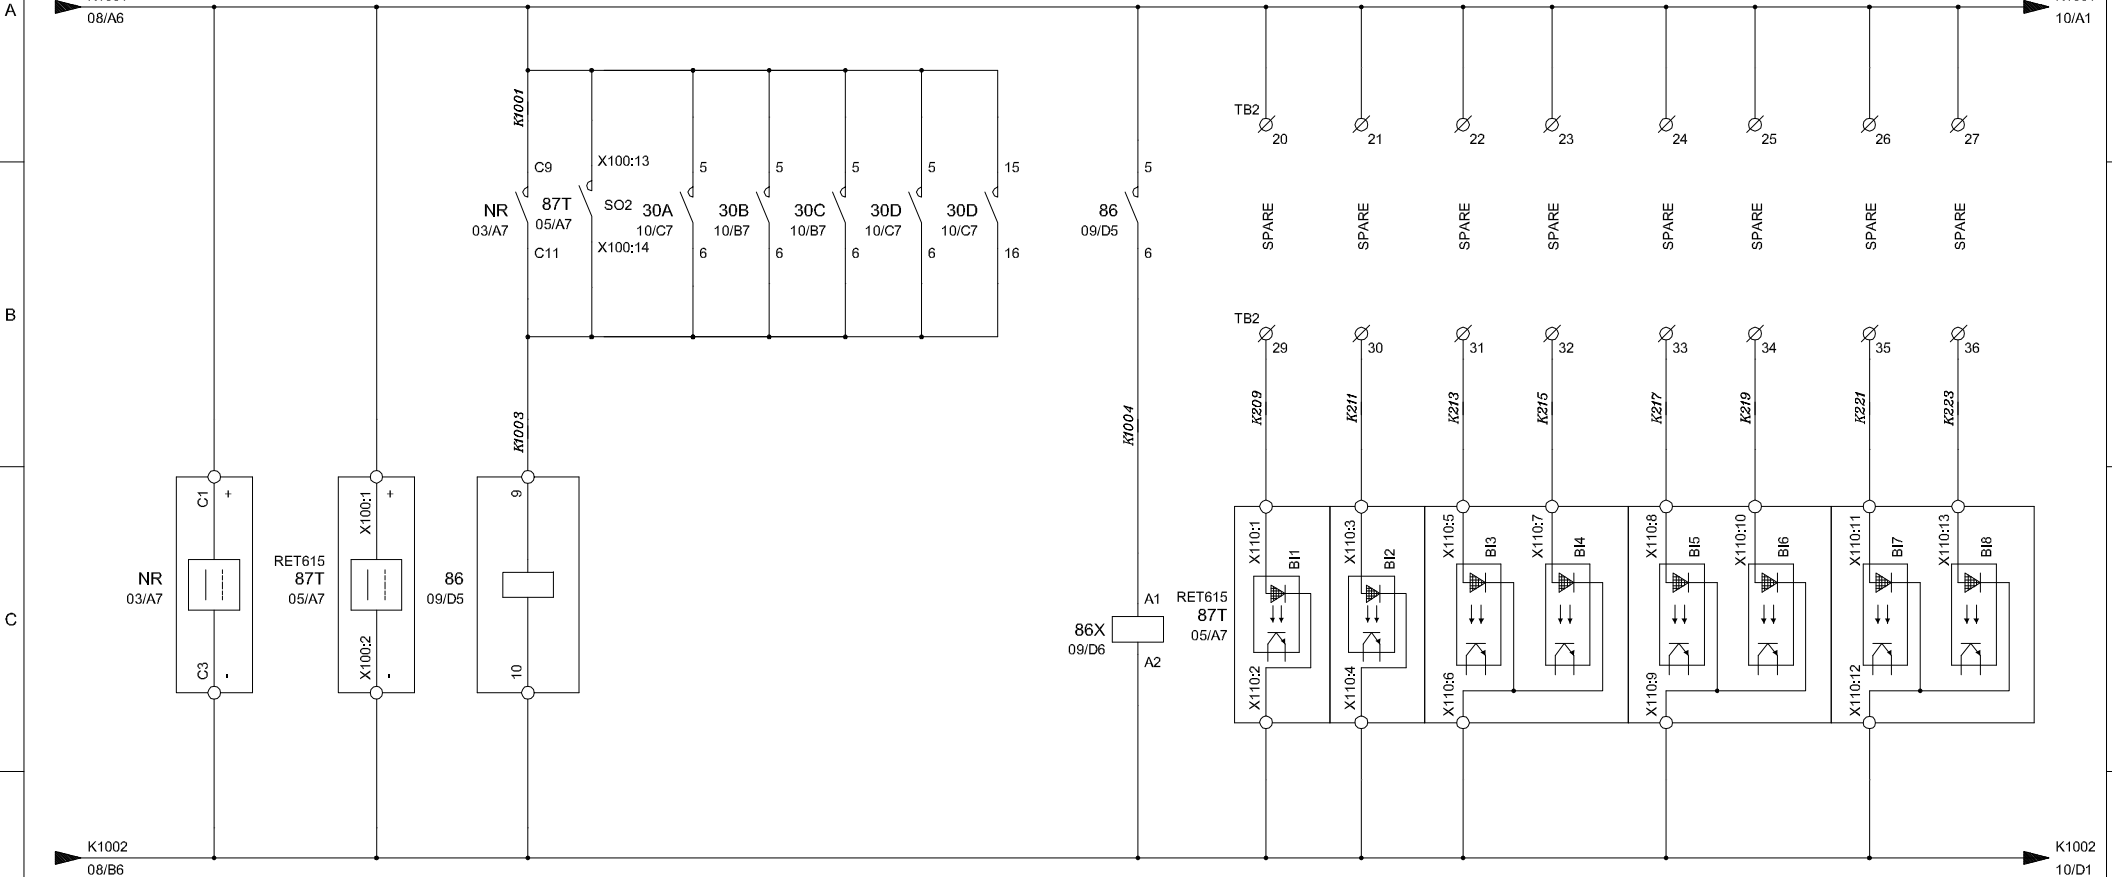 A
08/A6
10/A1
K1001
TB2
20
21
22
23
24
25
26
27
C9
X100:13
5
5
5
5
15
5
NR
03/A7
87T
05/A7
SO2
30A
10/C7
30B
10/B7
30C
10/B7
30D
10/C7
30D
10/C7
86
09/D5
SPARE
SPARE
SPARE
SPARE
SPARE
SPARE
SPARE
SPARE
C11
X100:14
6
6
6
6
16
6
B
TB2
29
30
31
32
33
34
35
36
K1003
K1004
K209
K211
K213
K215
K217
K219
K221
K223
C1
+
X100:1
+
9
X110:1
BI1
X110:3
BI2
X110:5
BI3
X110:7
BI4
X110:8
BI5
X110:10
BI6
X110:11
BI7
X110:13
BI8
NR
03/A7
RET615
87T
05/A7
86
09/D5
A1
86X
09/D6
A2
RET615
87T
05/A7
C
C3
-
X100:2
-
10
X110:2
X110:4
X110:6
X110:9
X110:12
K1002
08/B6
K1002
10/D1